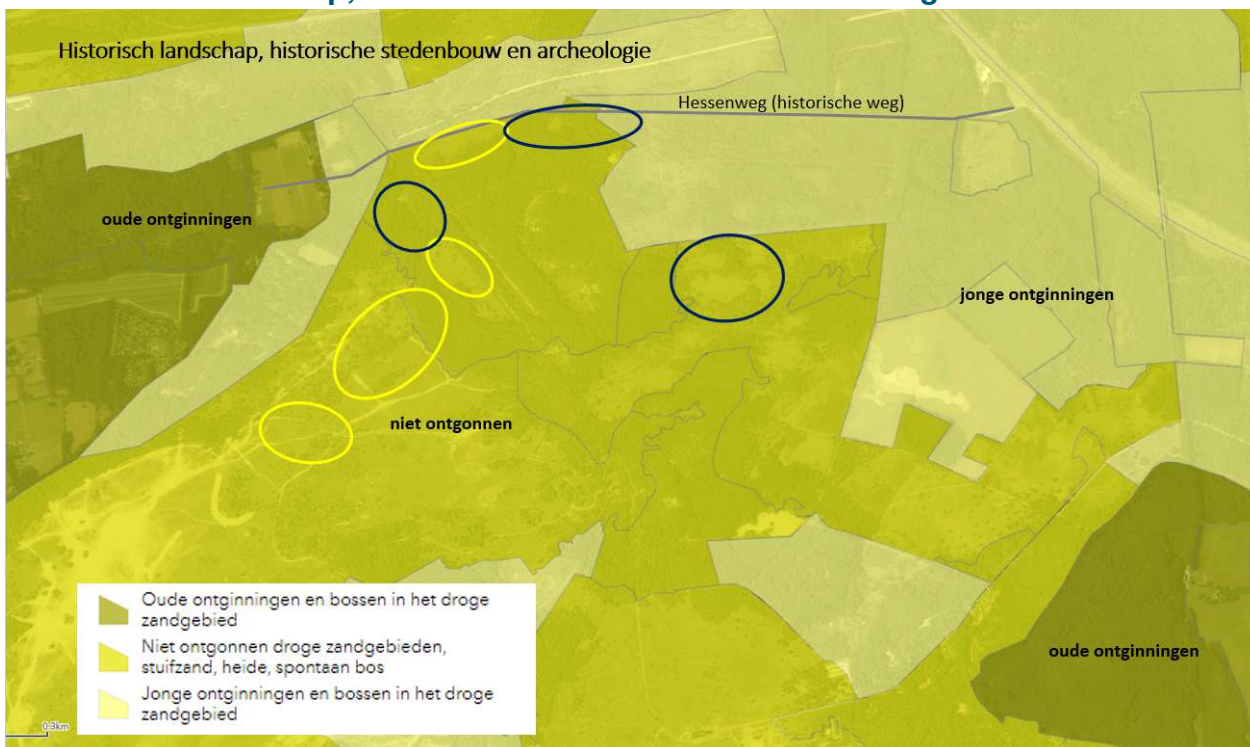 Historisch landschap, historische stedenbouw en archeologie
Hessenweg (historische weg)
oude ontginningen
jonge ontginningen
niet ontgonnen
Oude ontginningen en bossen in het droge
zandgebied
Niet ontgonnen droge zandgebieden,
stuifzand, heide, spontaan bos
Jonge ontginningen en bossen in het droge
zandgebied
oude ontginningen
0.3km